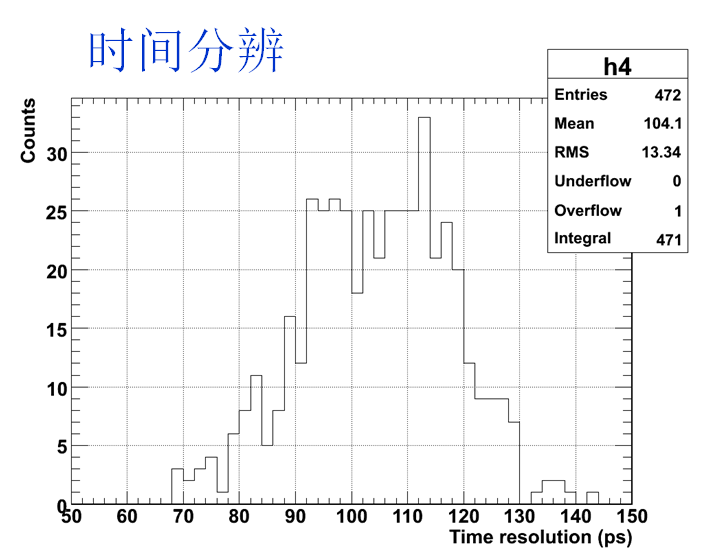 时间分辨
h4
Entries 472
Mean 104.1
RMS 13.34
Underflow 0
Overflow 1
Integral 471
Counts
30
25
20
15
10
5
0
50 60 70 80 90 100 110 120 130 140 150
Time resolution (ps)